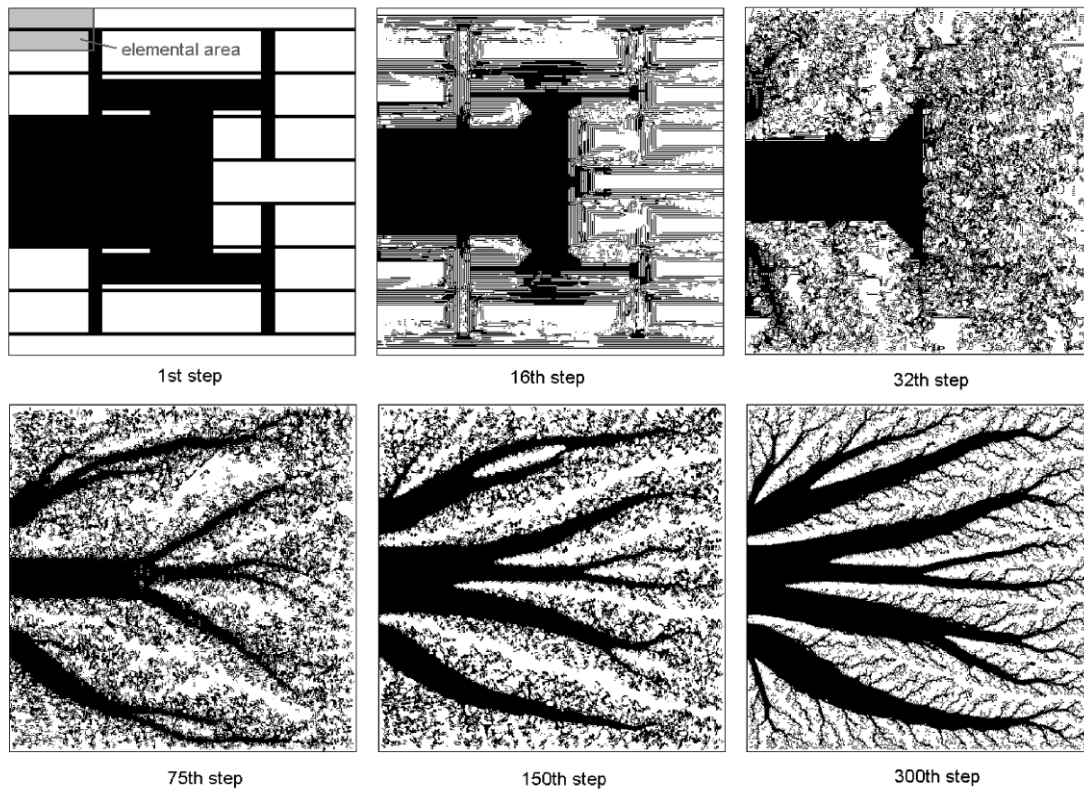 elemental area
1st step
16th step
32th step
75th step
150th step
300th step